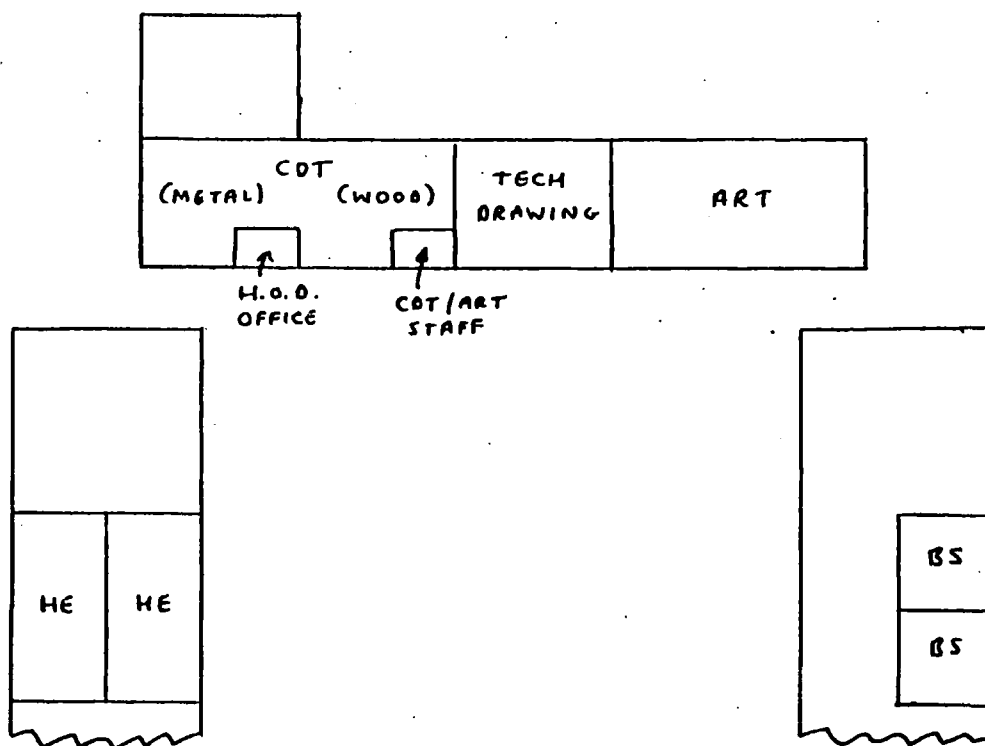 CDT
(METAL) (WOOD)
TECH
DRAWING
ART
H.O.D.
OFFICE
CDT/ART
STAFF
HE
HE
BS
BS